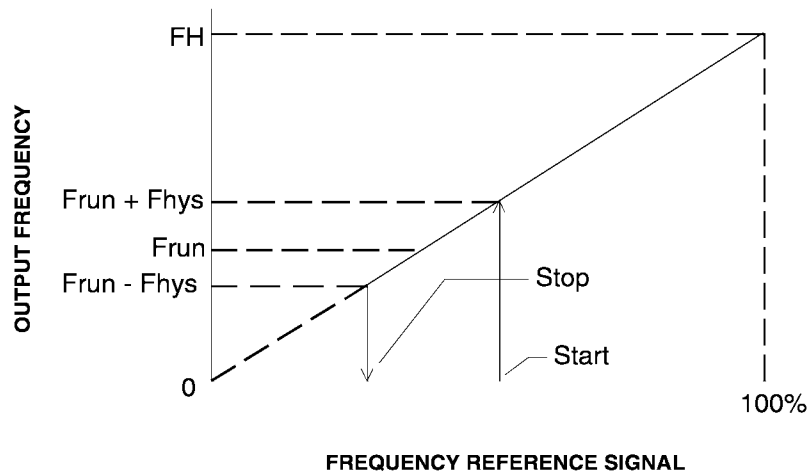 FH
OUTPUT FREQUENCY
Frun + Fhys
Frun
Frun - Fhys
Stop
Start
0
100%
FREQUENCY REFERENCE SIGNAL